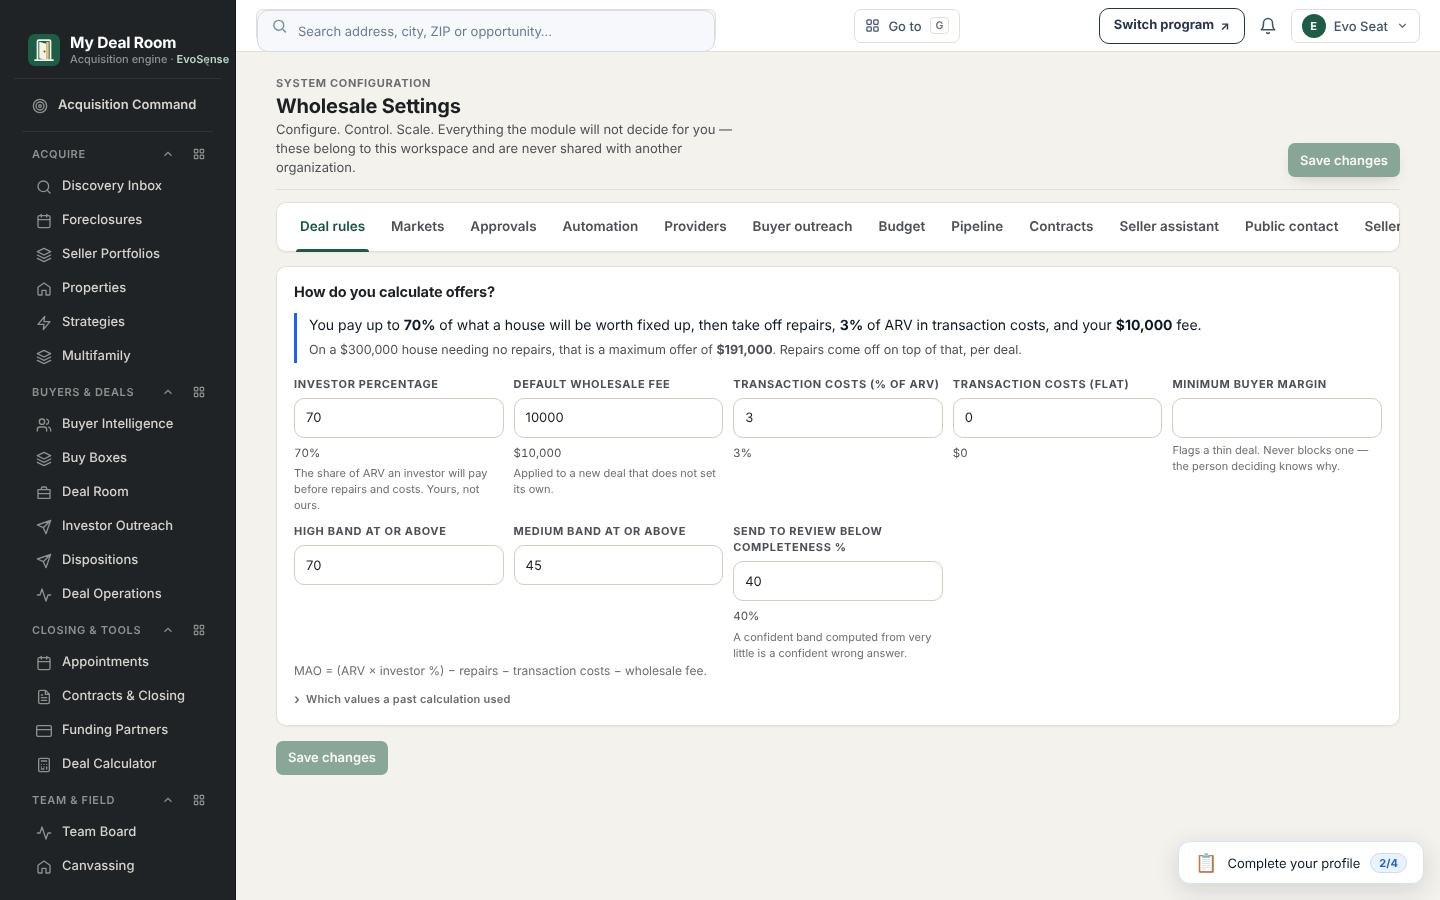 My Deal Room
Acquisition engine · EvoSense
Acquisition Command
ACQUIRE
Discovery Inbox
Foreclosures
Seller Portfolios
Properties
Strategies
Multifamily
BUYERS & DEALS
Buyer Intelligence
Buy Boxes
Deal Room
Investor Outreach
Dispositions
Deal Operations
CLOSING & TOOLS
Appointments
Contracts & Closing
Funding Partners
Deal Calculator
TEAM & FIELD
Team Board
Canvassing
Search address, city, ZIP or opportunity...
Go to G
Switch program
E Evo Seat
SYSTEM CONFIGURATION
Wholesale Settings
Configure. Control. Scale. Everything the module will not decide for you —
these belong to this workspace and are never shared with another
organization.
Save changes
Deal rules Markets Approvals Automation Providers Buyer outreach Budget Pipeline Contracts Seller assistant Public contact Seller
How do you calculate offers?
You pay up to 70% of what a house will be worth fixed up, then take off repairs, 3% of ARV in transaction costs, and your $10,000 fee.
On a $300,000 house needing no repairs, that is a maximum offer of $191,000. Repairs come off on top of that, per deal.
INVESTOR PERCENTAGE
70
70%
The share of ARV an investor will pay
before repairs and costs. Yours, not
ours.
DEFAULT WHOLESALE FEE
10000
$10,000
Applied to a new deal that does not set
its own.
TRANSACTION COSTS (% OF ARV)
3
3%
TRANSACTION COSTS (FLAT)
0
$0
MINIMUM BUYER MARGIN
Flags a thin deal. Never blocks one —
the person deciding knows why.
HIGH BAND AT OR ABOVE
70
MEDIUM BAND AT OR ABOVE
45
SEND TO REVIEW BELOW
COMPLETENESS %
40
40%
A confident band computed from very
little is a confident wrong answer.
MAO = (ARV × investor %) − repairs − transaction costs − wholesale fee.
Which values a past calculation used
Save changes
Complete your profile 2/4